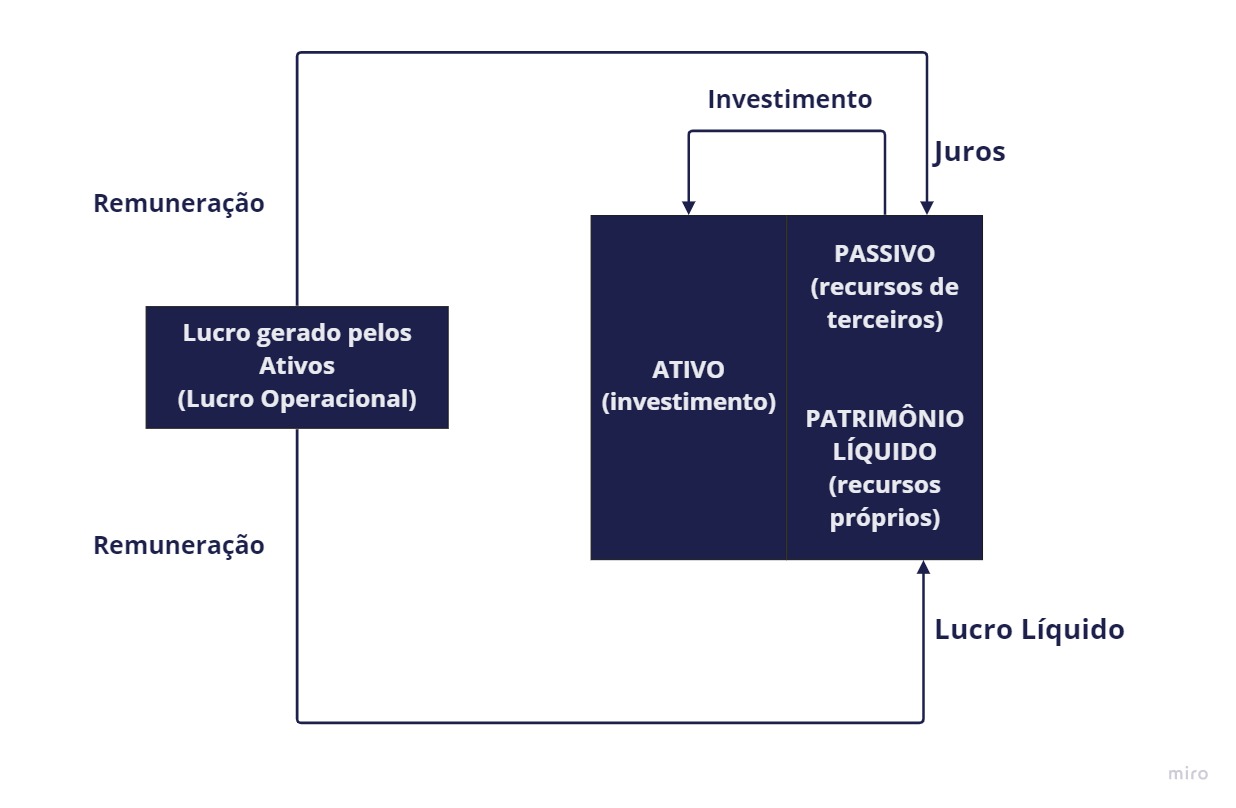 Investimento
Juros
Remuneração
PASSIVO
(recursos de
terceiros)
Lucro gerado pelos
Ativos
(Lucro Operacional)
ATIVO
(investimento)
PATRIMÔNIO
LÍQUIDO
(recursos
próprios)
Remuneração
Lucro Líquido
miro